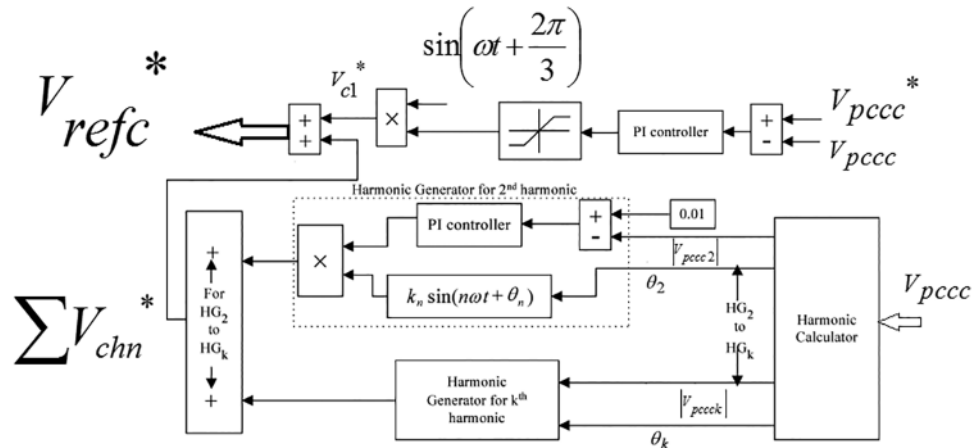 sin(ωt + 2π/3)
V_refc*
V_c1*
+
+
×
PI controller
+
-
V_pccc*
V_pccc
Harmonic Generator for 2nd harmonic
PI controller
+
-
0.01
|V_pccc2|
×
k_n sin(nωt + θ_n)
θ_2
+
For
HG_2
to
HG_k
+
∑V_chn*
HG_2
to
HG_k
Harmonic
Calculator
V_pccc
Harmonic
Generator for kth
harmonic
|V_pccck|
θ_k